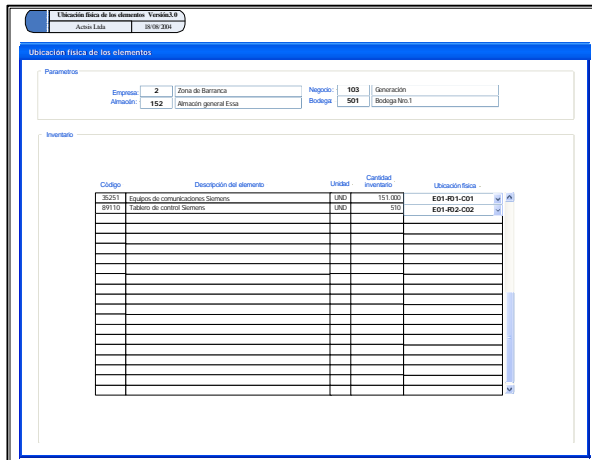 Ubicación física de los elementos Versión3.0
Actsis Ltda 18/08/2004
Ubicación física de los elementos
Parametros
Empresa: 2 Zona de Barranca Negocio: 103 Generación
Almacén: 152 Almacén general Essa Bodega 501 Bodega Nro.1
Inventario
Código Descripción del elemento Unidad Cantidad inventario Ubicación física
35251 Equipos de comunicaciones Siemens UND 151.000 E01-F01-C01
89110 Tablero de control Siemens UND 510 E01-F02-C02